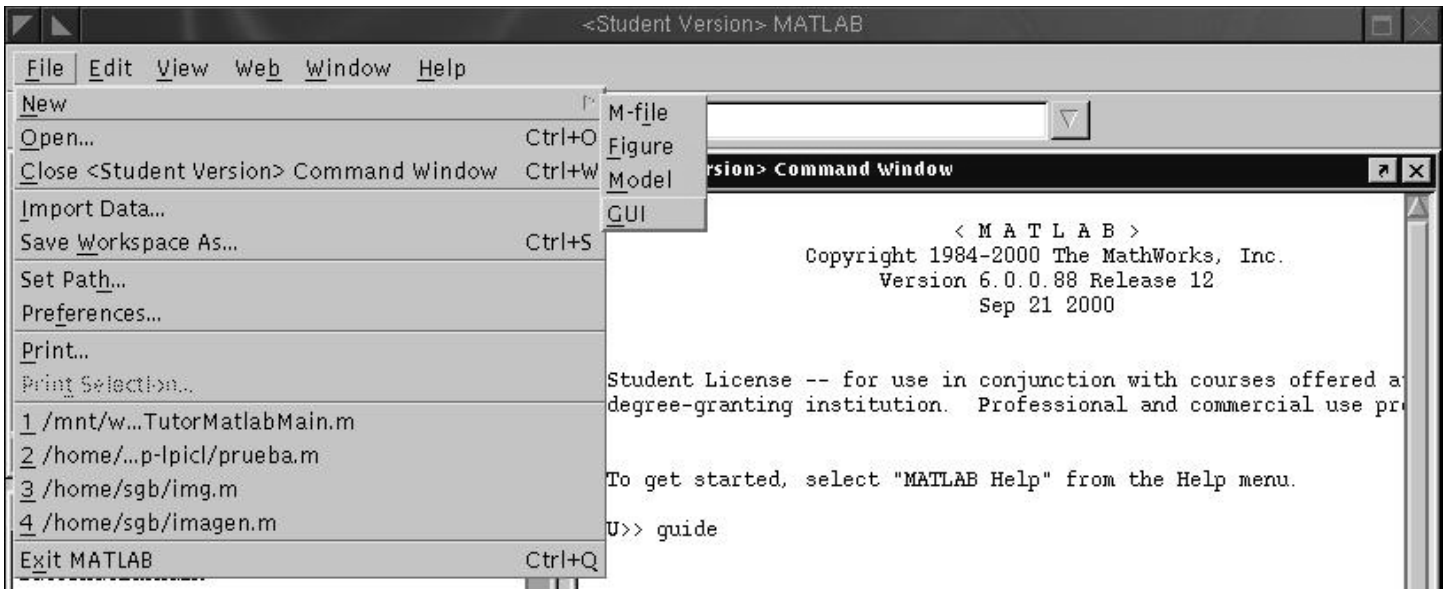 <Student Version> MATLAB
File Edit View Web Window Help
New
Open... Ctrl+O
Close <Student Version> Command Window Ctrl+W
Import Data...
Save Workspace As... Ctrl+S
Set Path...
Preferences...
Print...
Print Selection...
1 /mnt/w...TutorMatlabMain.m
2 /home/...p-lpicl/prueba.m
3 /home/sgb/img.m
4 /home/sgb/imagen.m
Exit MATLAB Ctrl+Q
M-file
Figure
Model
GUI
rsion> Command Window
< M A T L A B >
Copyright 1984-2000 The MathWorks, Inc.
Version 6.0.0.88 Release 12
Sep 21 2000
Student License -- for use in conjunction with courses offered a
degree-granting institution. Professional and commercial use pr
To get started, select "MATLAB Help" from the Help menu.
U>> guide